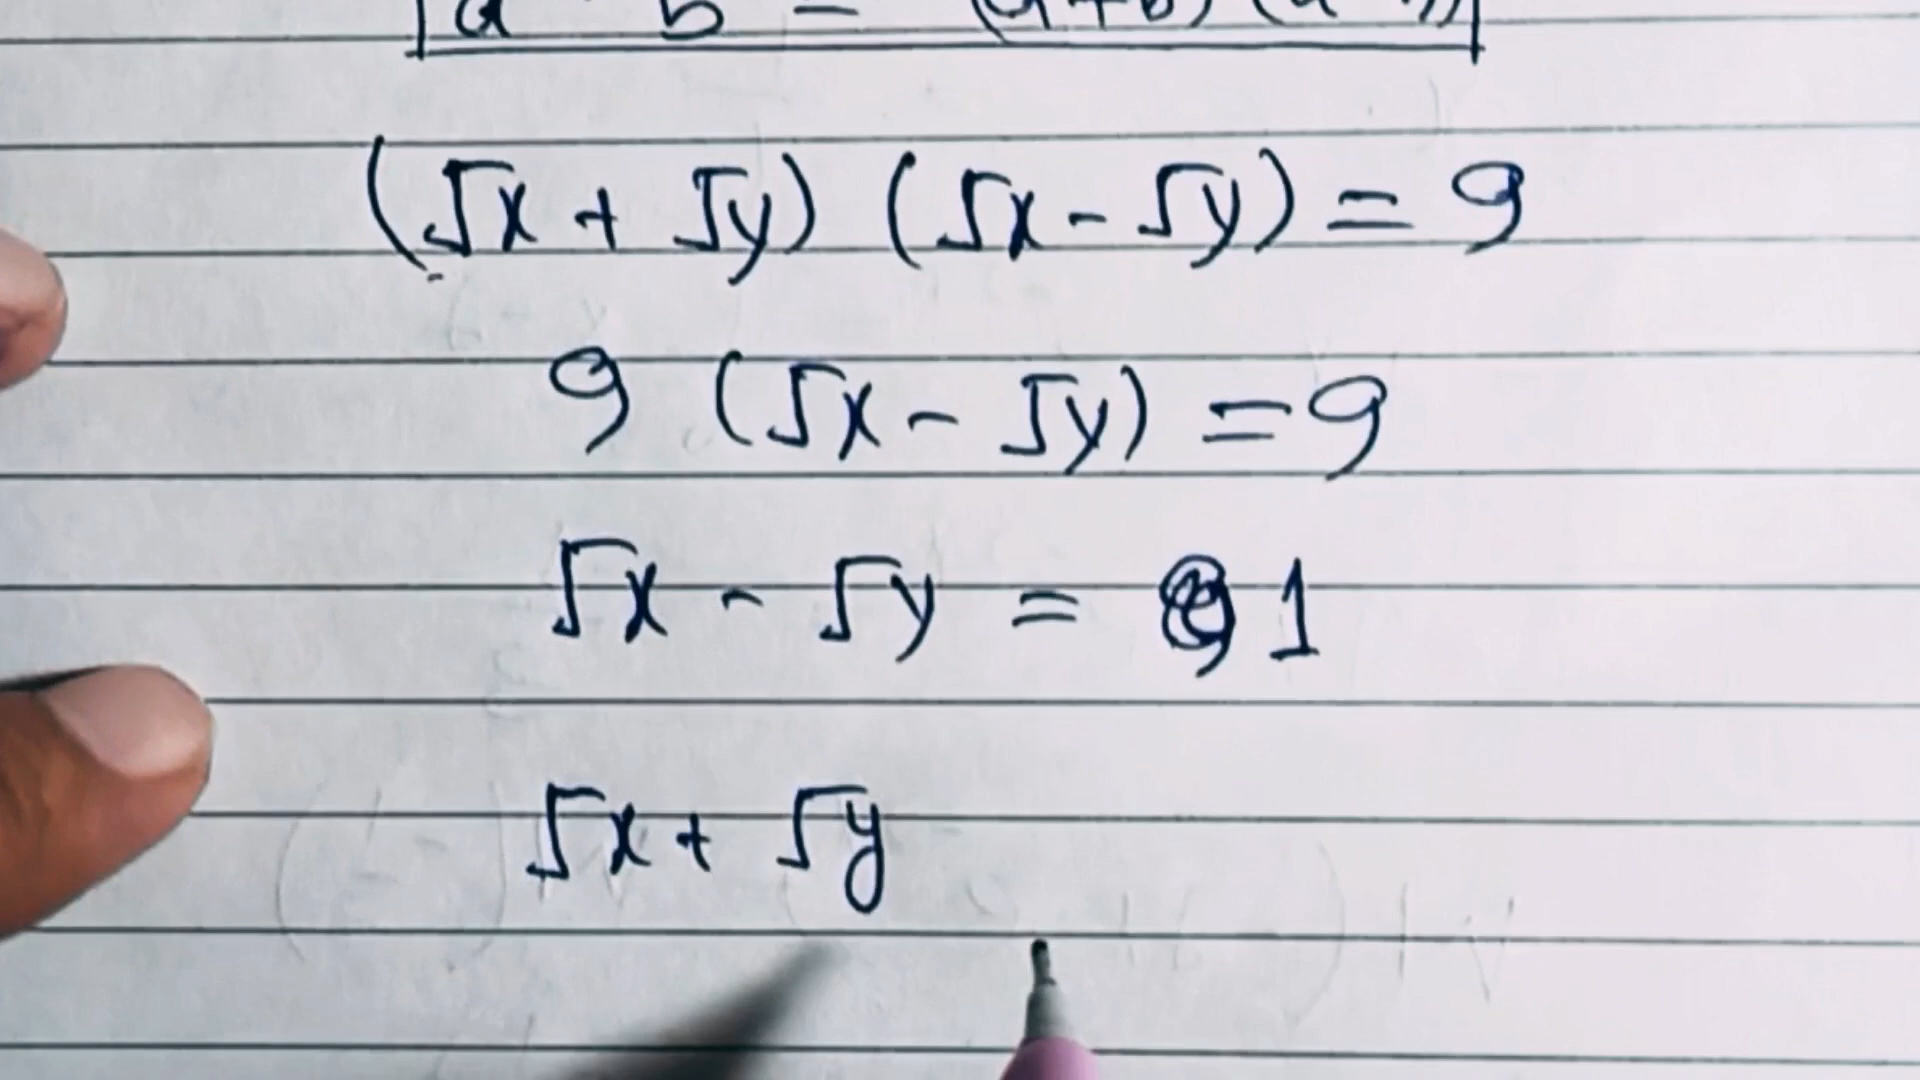 a b = (a+b) (a
(√x + √y) (√x - √y) = 9
9 (√x - √y) = 9
√x - √y = 1
√x + √y